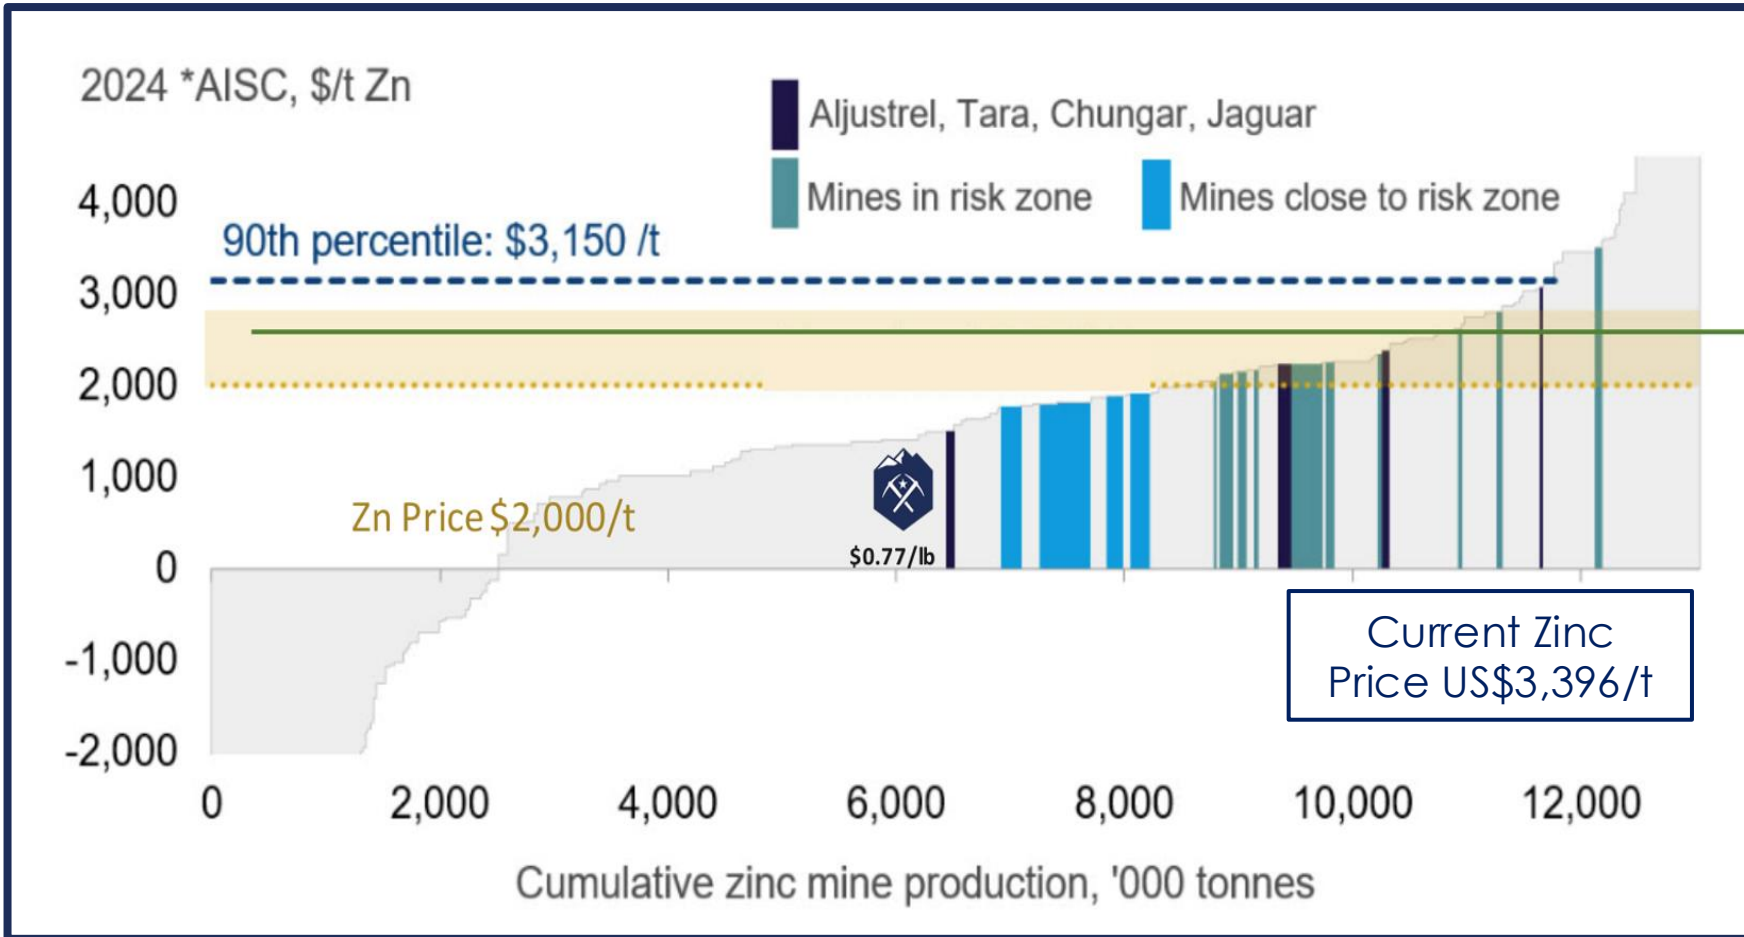 2024 *AISC, $/t Zn
Aljustrel, Tara, Chungar, Jaguar
Mines in risk zone
Mines close to risk zone
4,000
90th percentile: $3,150 /t
3,000
2,000
1,000
Zn Price $2,000/t
$0.77/lb
0
-1,000
-2,000
Current Zinc
Price US$3,396/t
0 2,000 4,000 6,000 8,000 10,000 12,000
Cumulative zinc mine production, '000 tonnes